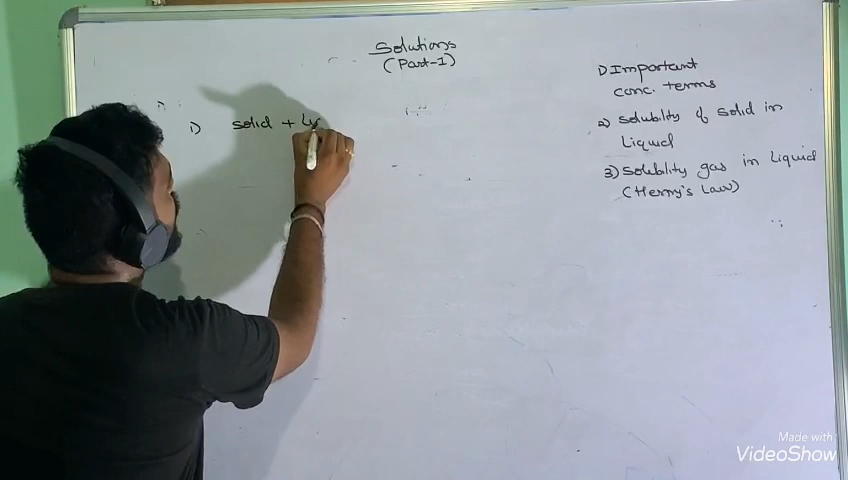 Solutions
(Part-1)
1) Important
conc. terms
2) solubility of solid in
Liquid
3) solublity gas in Liquid
(Henry's Law)
1) solid +
Made with
VideoShow